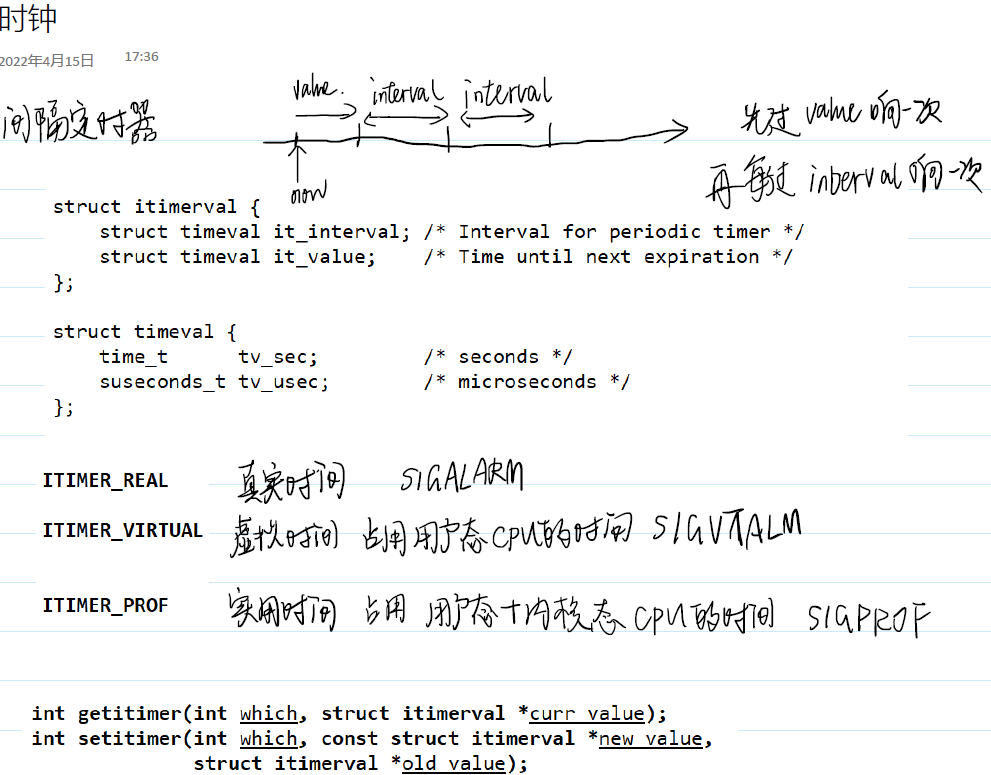 时钟
2022年4月15日 17:36
value. interval interval
间隔定时器
先过 value 响一次
now
再每过 interval 响一次
struct itimerval {
struct timeval it_interval; /* Interval for periodic timer */
struct timeval it_value; /* Time until next expiration */
};
struct timeval {
time_t tv_sec; /* seconds */
suseconds_t tv_usec; /* microseconds */
};
ITIMER_REAL 真实时间 SIGALARM
ITIMER_VIRTUAL 虚拟时间 占用用户态CPU的时间 SIGVTALM
ITIMER_PROF 实用时间 占用 用户态+内核态CPU的时间 SIGPROF
int getitimer(int which, struct itimerval *curr_value);
int setitimer(int which, const struct itimerval *new_value,
struct itimerval *old_value);